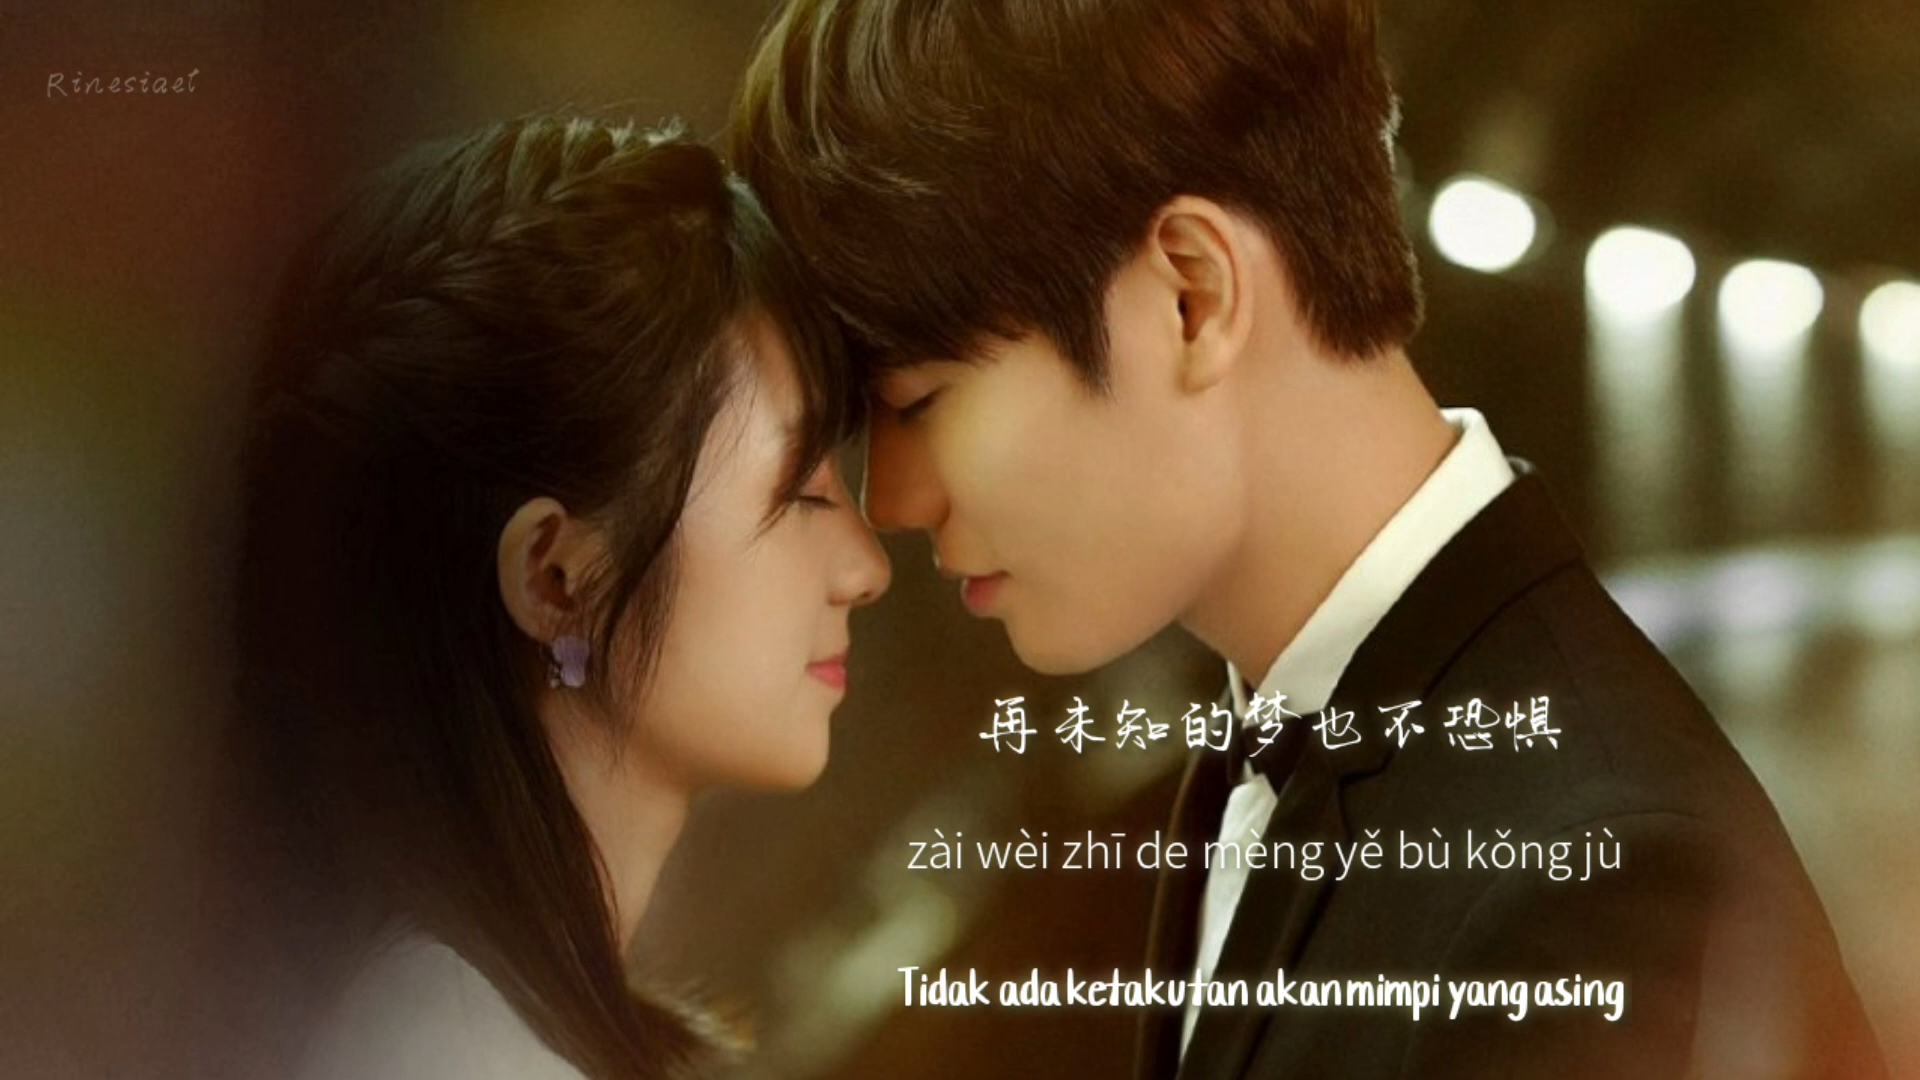 Rinesiaet
再未知的梦也不恐惧
zài wèi zhī de mèng yě bù kǒng jù
Tidak ada ketakutan akan mimpi yang asing